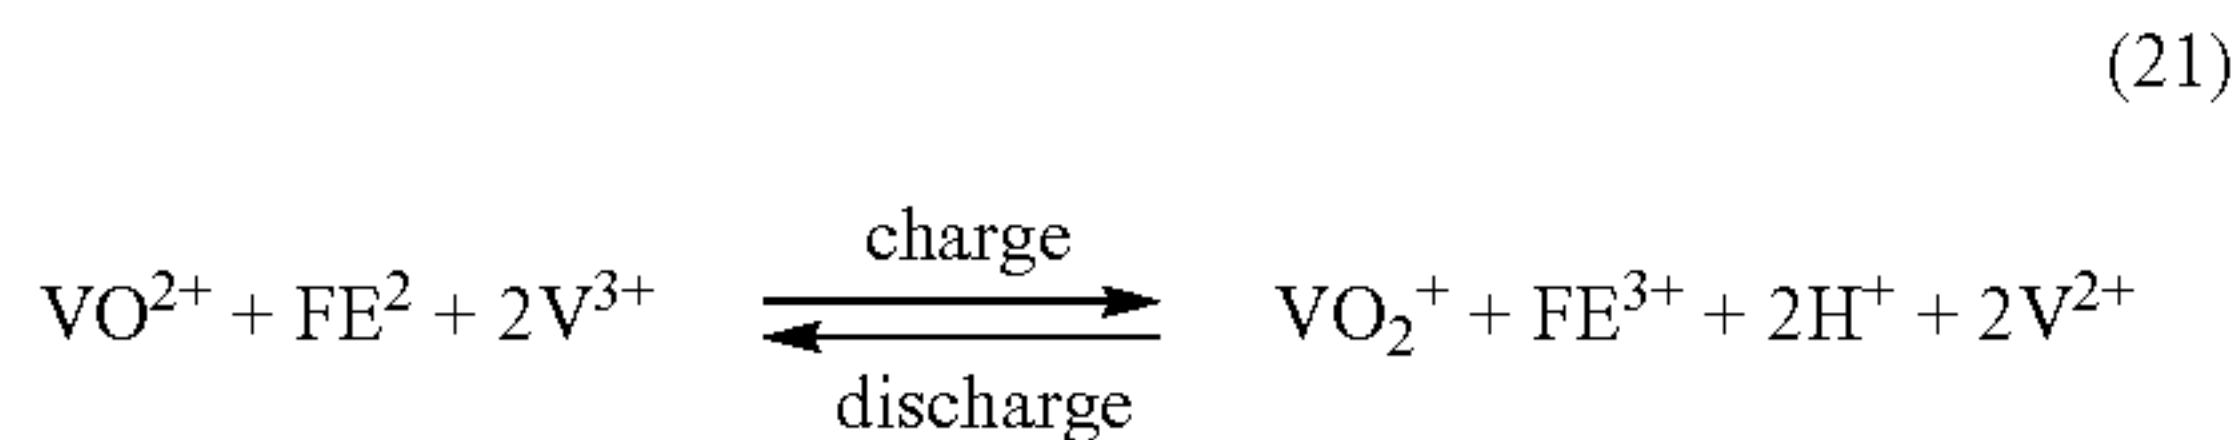 (21)
charge
VO²⁺ + FE² + 2V³⁺ ⇌ VO₂⁺ + FE³⁺ + 2H⁺ + 2V²⁺
discharge